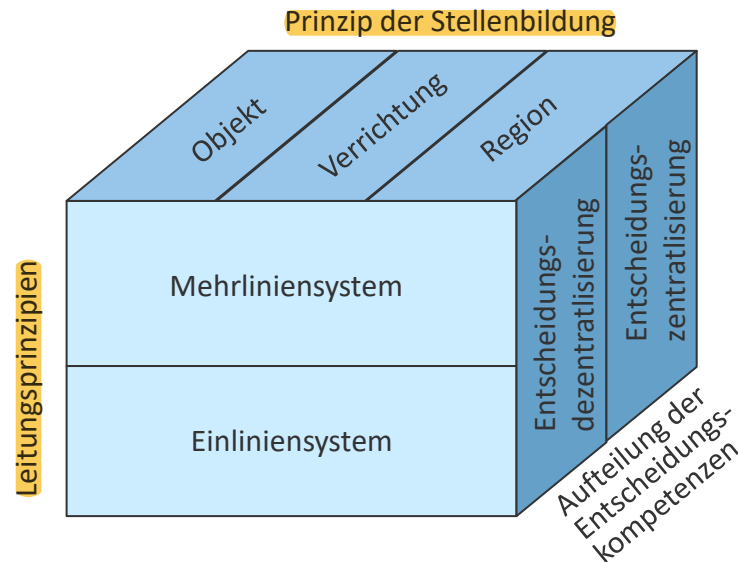 Prinzip der Stellenbildung
Objekt
Verrichtung
Region
Leitungsprinzipien
Mehrliniensystem
Einliniensystem
Entscheidungs-
dezentratlisierung
Entscheidungs-
zentratlisierung
Aufteilung der
Entscheidungs-
kompetenzen